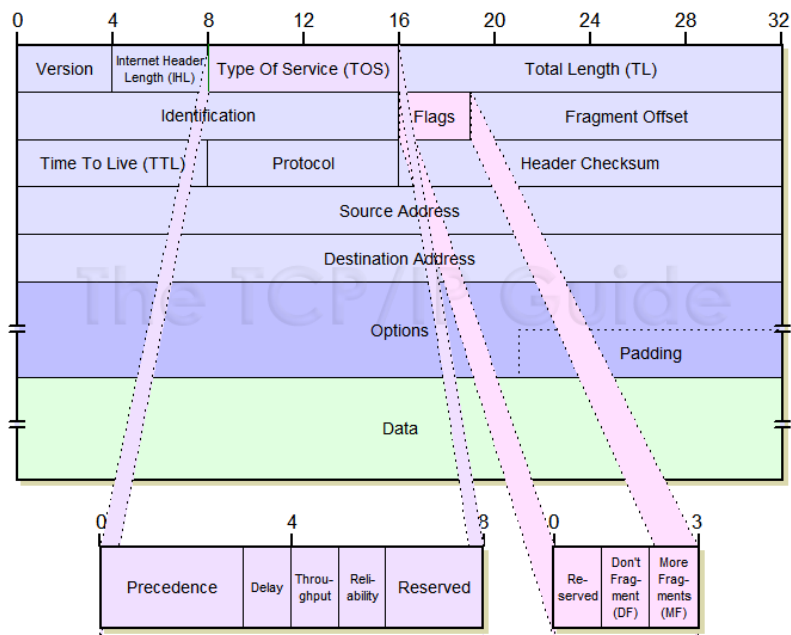 0 4 8 16 20 24 28 32
Version
Internet Header
Length (IHL)
Type Of Service (TOS)
Total Length (TL)
Identification
Flags
Fragment Offset
Time To Live (TTL)
Protocol
Header Checksum
Source Address
Destination Address
The TCP/IP Guide
Options
Padding
Data
0 4 8
Precedence
Delay
Throu-
ghput
Reli-
ability
Reserved
0 3
Re-
served
Don't
Frag-
ment
(DF)
More
Frag-
ments
(MF)